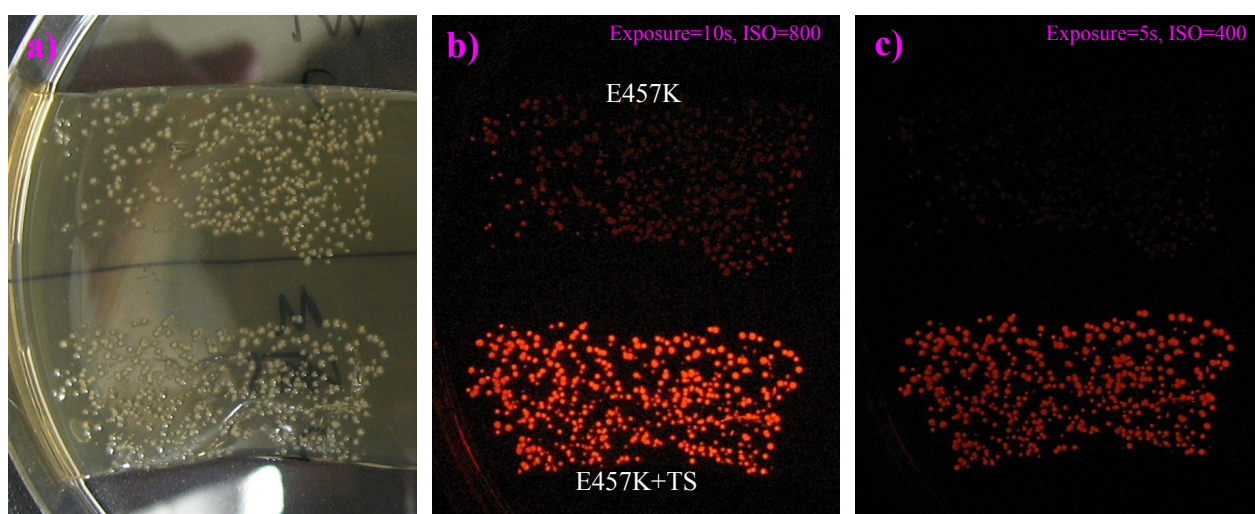 a)
b)
Exposure=10s, ISO=800
c)
Exposure=5s, ISO=400
E457K
E457K+TS